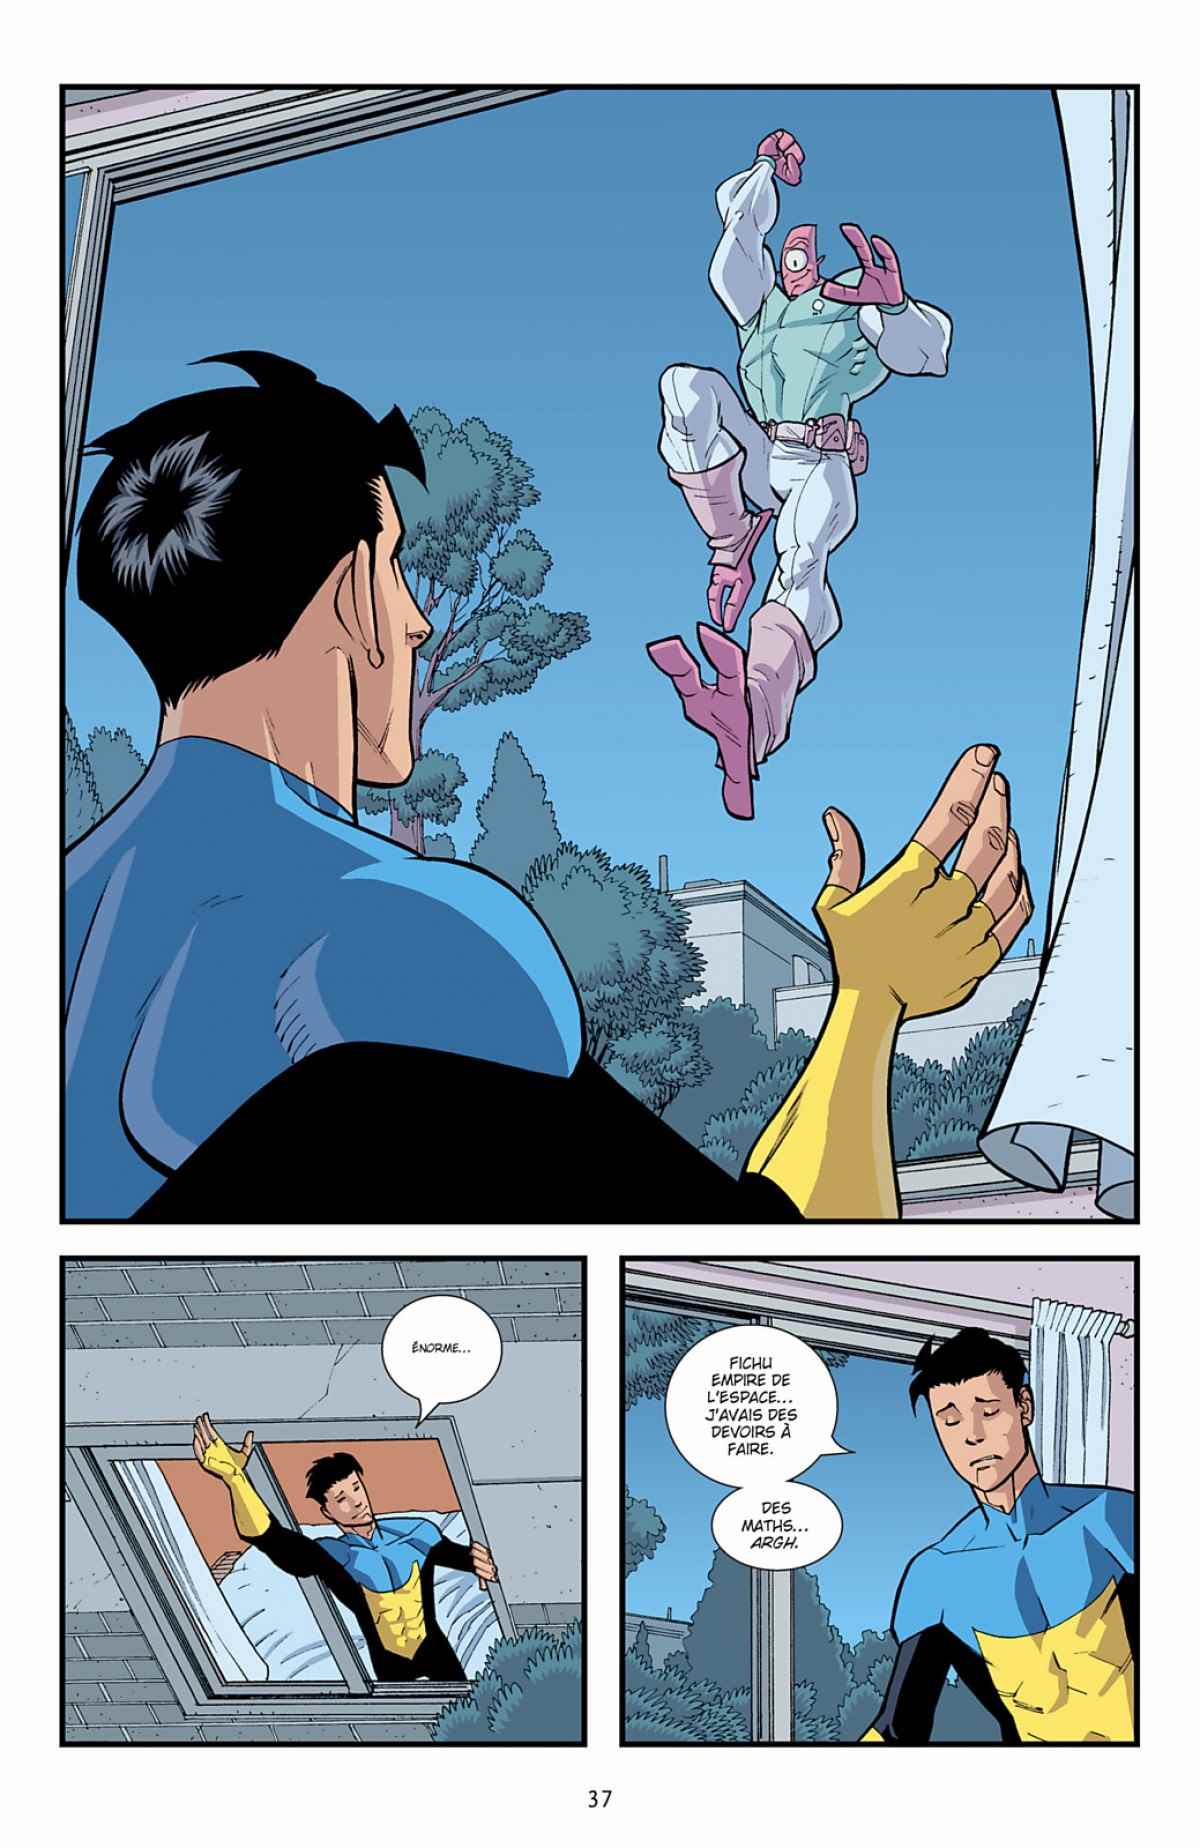 ÉNORME...
FICHU
EMPIRE DE
L'ESPACE...
J'AVAIS DES
DEVOIRS À
FAIRE.
DES
MATHS...
ARGH.
37